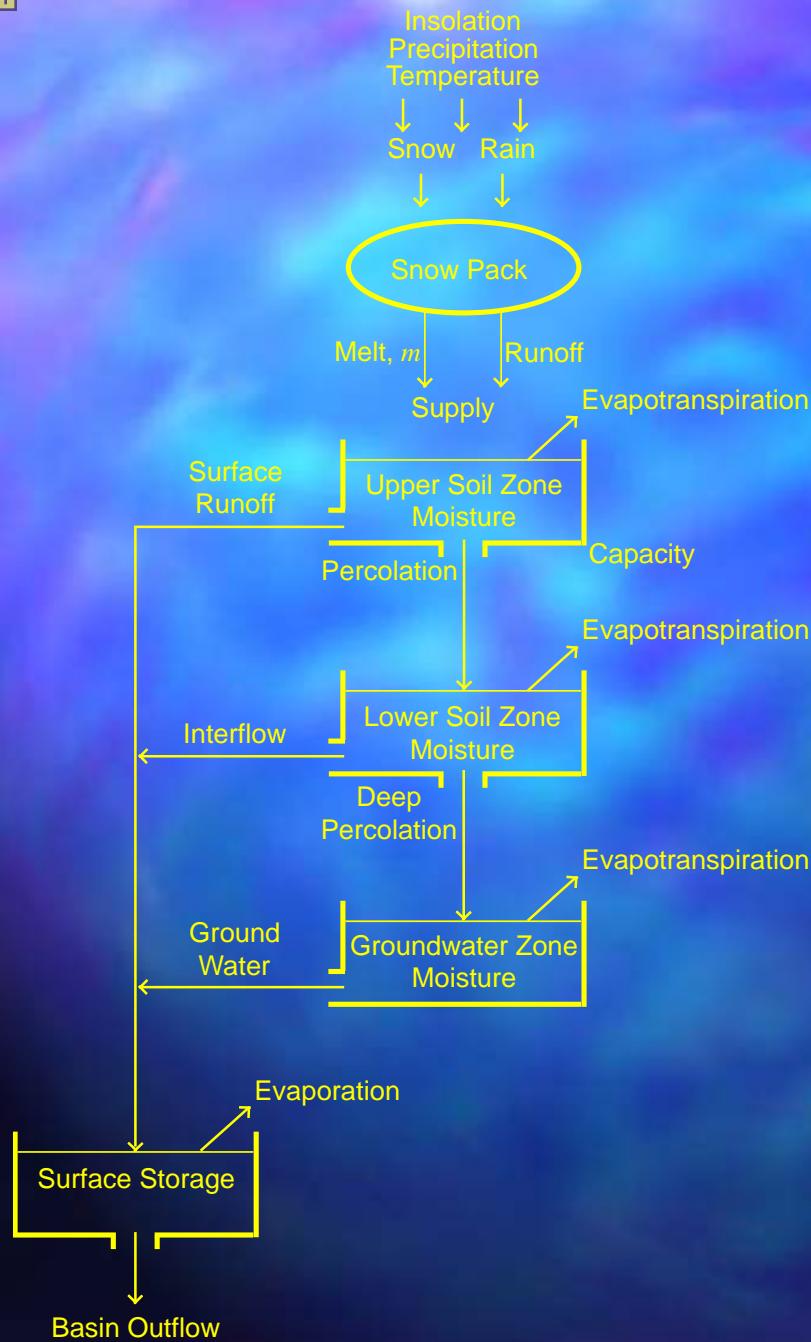 Insolation
Precipitation
Temperature
Snow Rain
Snow Pack
Melt, m
Runoff
Supply
Evapotranspiration
Surface
Runoff
Upper Soil Zone
Moisture
Percolation
Capacity
Evapotranspiration
Interflow
Lower Soil Zone
Moisture
Deep
Percolation
Evapotranspiration
Ground
Water
Groundwater Zone
Moisture
Evaporation
Surface Storage
Basin Outflow